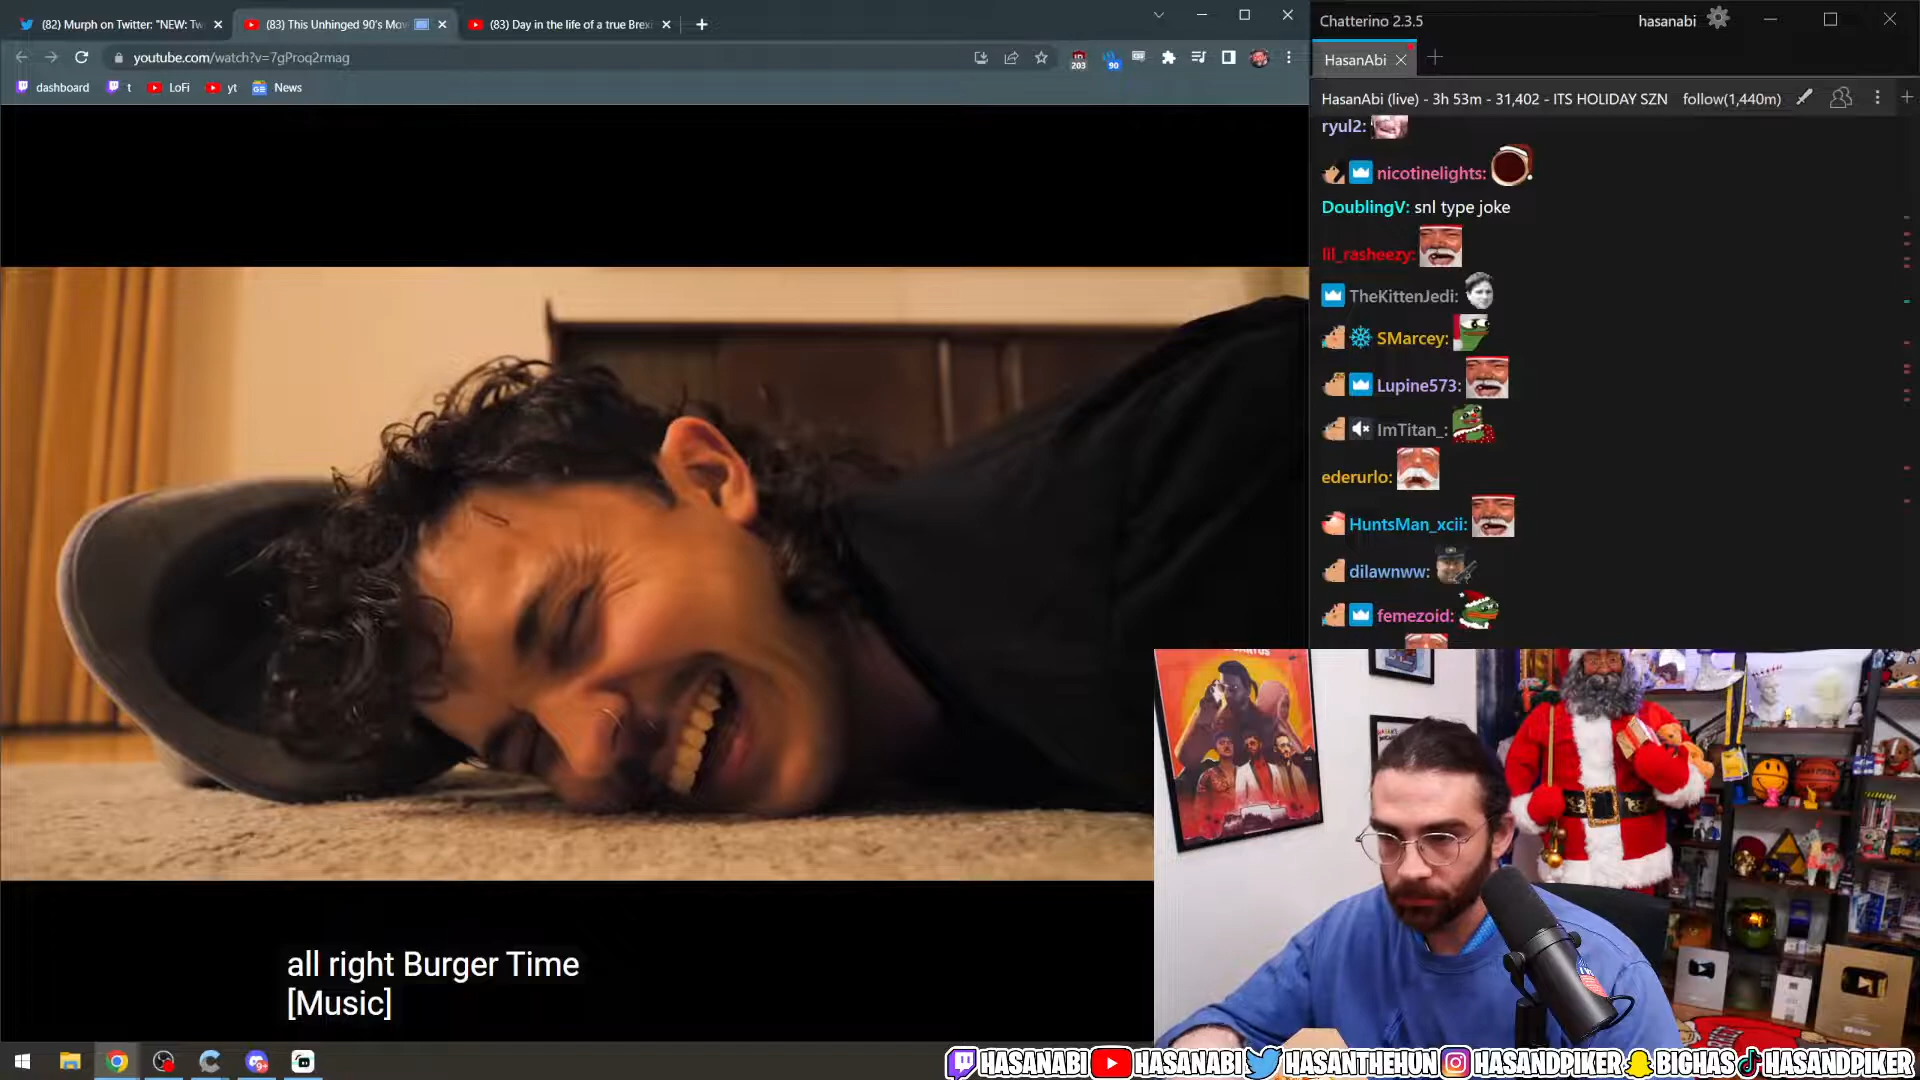 (82) Murph on Twitter: "NEW: Tw
(83) This Unhinged 90's Mov
(83) Day in the life of a true Brexi
Chatterino 2.3.5
hasanabi
youtube.com/watch?v=7gProq2rmag
203
90
HasanAbi
dashboard
t
LoFi
yt
News
HasanAbi (live) - 3h 53m - 31,402 - ITS HOLIDAY SZN
follow(1,440m)
ryul2:
nicotinelights:
DoublingV: snl type joke
lil_rasheezy:
TheKittenJedi:
SMarcey:
Lupine573:
ImTitan_:
ederurlo:
HuntsMan_xcii:
dilawnww:
femezoid:
all right Burger Time
[Music]
HASANABI
HASANABI
HASANTHEHUN
HASANDPIKER
BIGHAS
HASANDPIKER